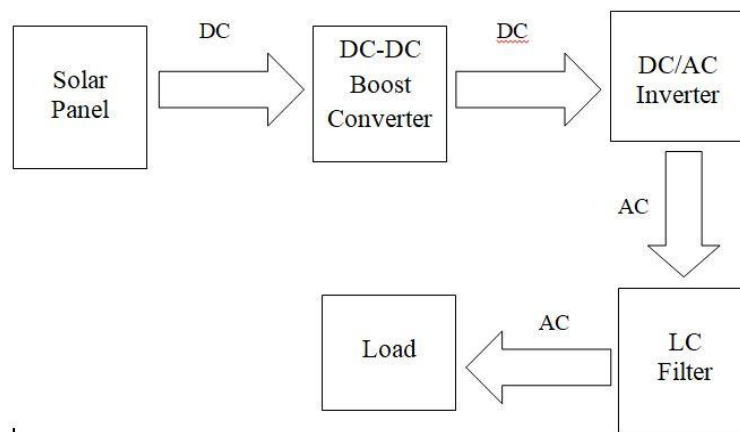 DC
DC
Solar
Panel
DC-DC
Boost
Converter
DC/AC
Inverter
AC
Load
AC
LC
Filter